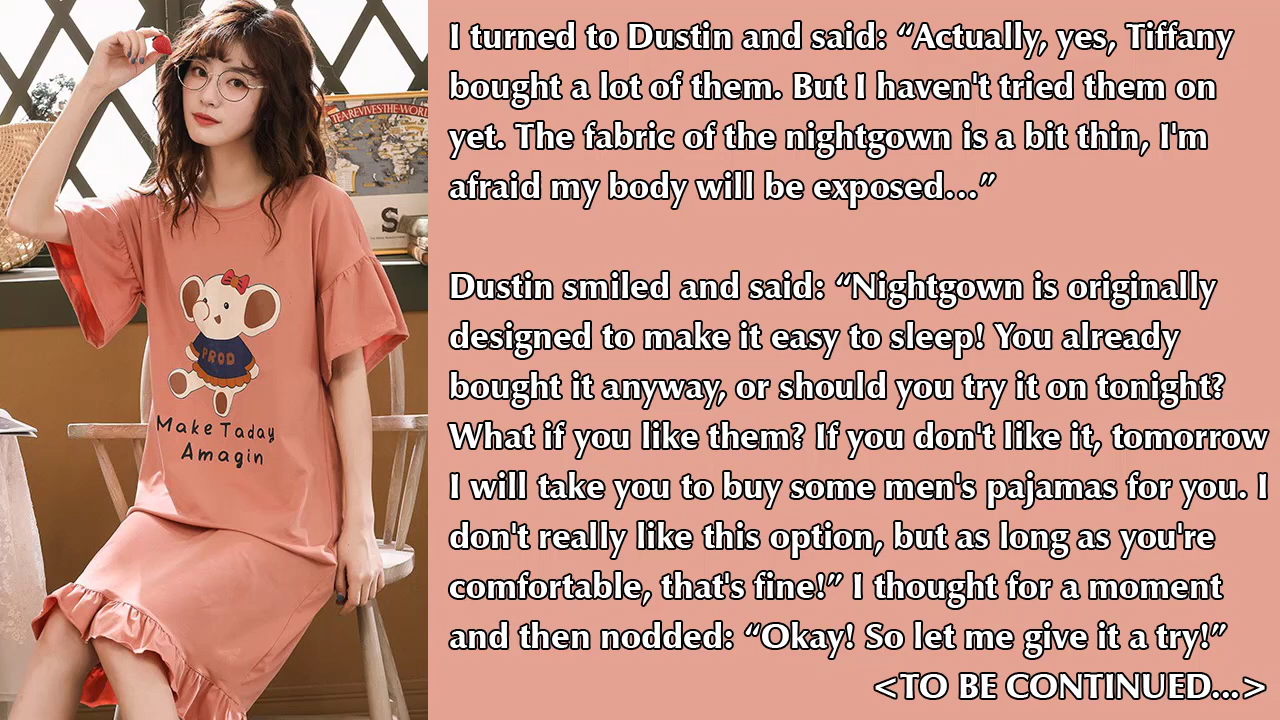 TEA REVIVES THE WORL
S
PROD
Make Taday
Amagin
I turned to Dustin and said: “Actually, yes, Tiffany
bought a lot of them. But I haven't tried them on
yet. The fabric of the nightgown is a bit thin, I'm
afraid my body will be exposed...”
Dustin smiled and said: “Nightgown is originally
designed to make it easy to sleep! You already
bought it anyway, or should you try it on tonight?
What if you like them? If you don't like it, tomorrow
I will take you to buy some men's pajamas for you. I
don't really like this option, but as long as you're
comfortable, that's fine!” I thought for a moment
and then nodded: “Okay! So let me give it a try!”
<TO BE CONTINUED...>